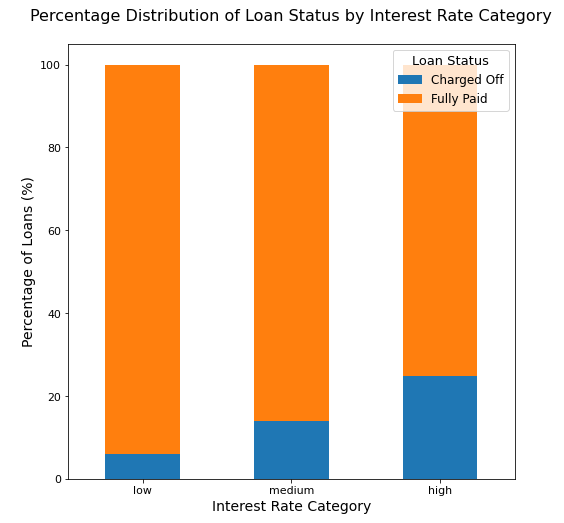 Percentage Distribution of Loan Status by Interest Rate Category
Loan Status
Charged Off
Fully Paid
100
80
60
40
20
0
Percentage of Loans (%)
low
medium
high
Interest Rate Category